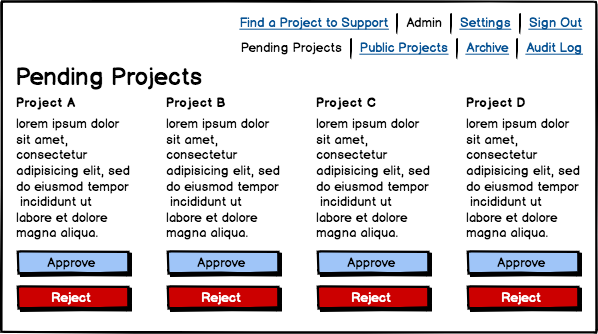 Find a Project to Support Admin Settings Sign Out
Pending Projects Public Projects Archive Audit Log
Pending Projects
Project A
lorem ipsum dolor
sit amet,
consectetur
adipisicing elit, sed
do eiusmod tempor
incididunt ut
labore et dolore
magna aliqua.
Approve
Reject
Project B
lorem ipsum dolor
sit amet,
consectetur
adipisicing elit, sed
do eiusmod tempor
incididunt ut
labore et dolore
magna aliqua.
Approve
Reject
Project C
lorem ipsum dolor
sit amet,
consectetur
adipisicing elit, sed
do eiusmod tempor
incididunt ut
labore et dolore
magna aliqua.
Approve
Reject
Project D
lorem ipsum dolor
sit amet,
consectetur
adipisicing elit, sed
do eiusmod tempor
incididunt ut
labore et dolore
magna aliqua.
Approve
Reject